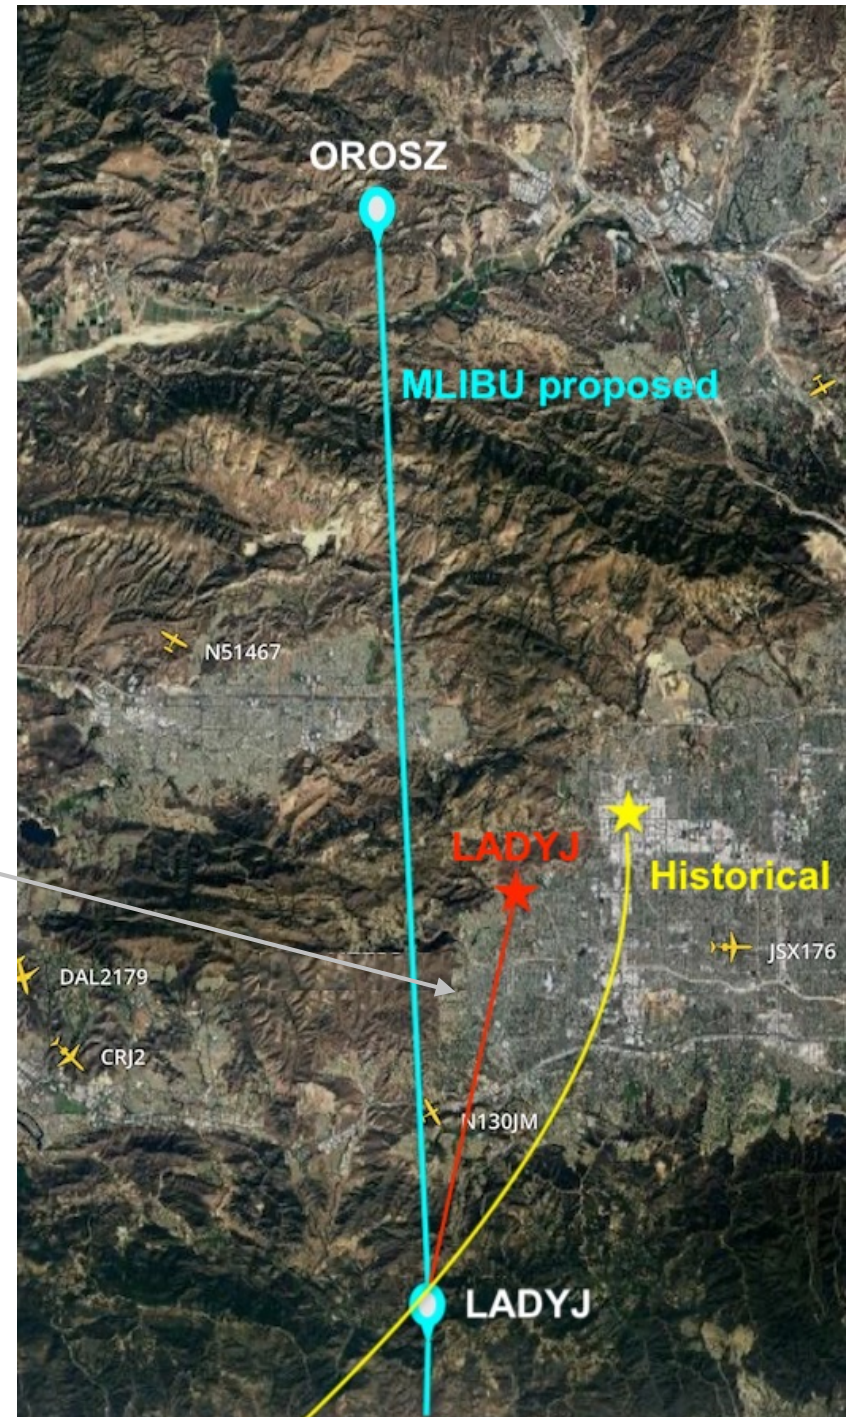 OROSZ
MLIBU proposed
N51467
LADYJ
Historical
JSX176
DAL2179
CRJ2
N130JM
LADYJ